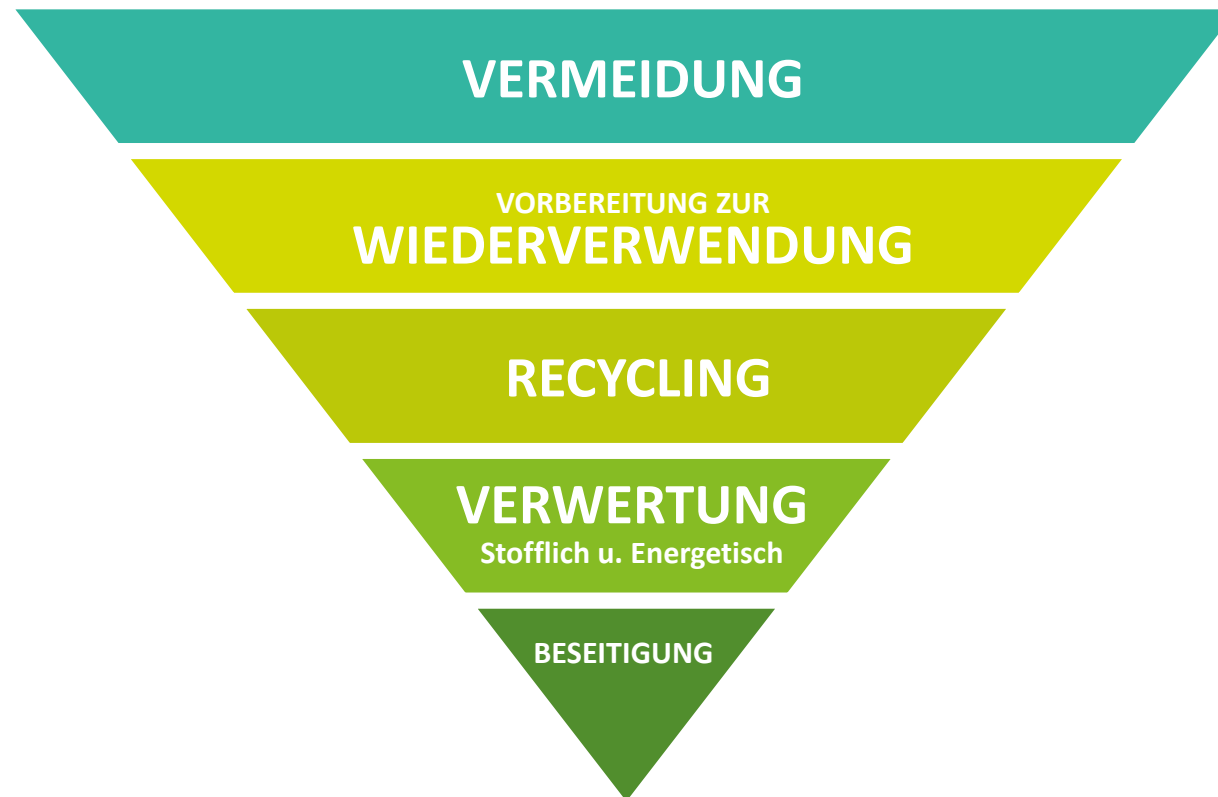 VERMEIDUNG
VORBEREITUNG ZUR
WIEDERVERWENDUNG
RECYCLING
VERWERTUNG
Stofflich u. Energetisch
BESEITIGUNG